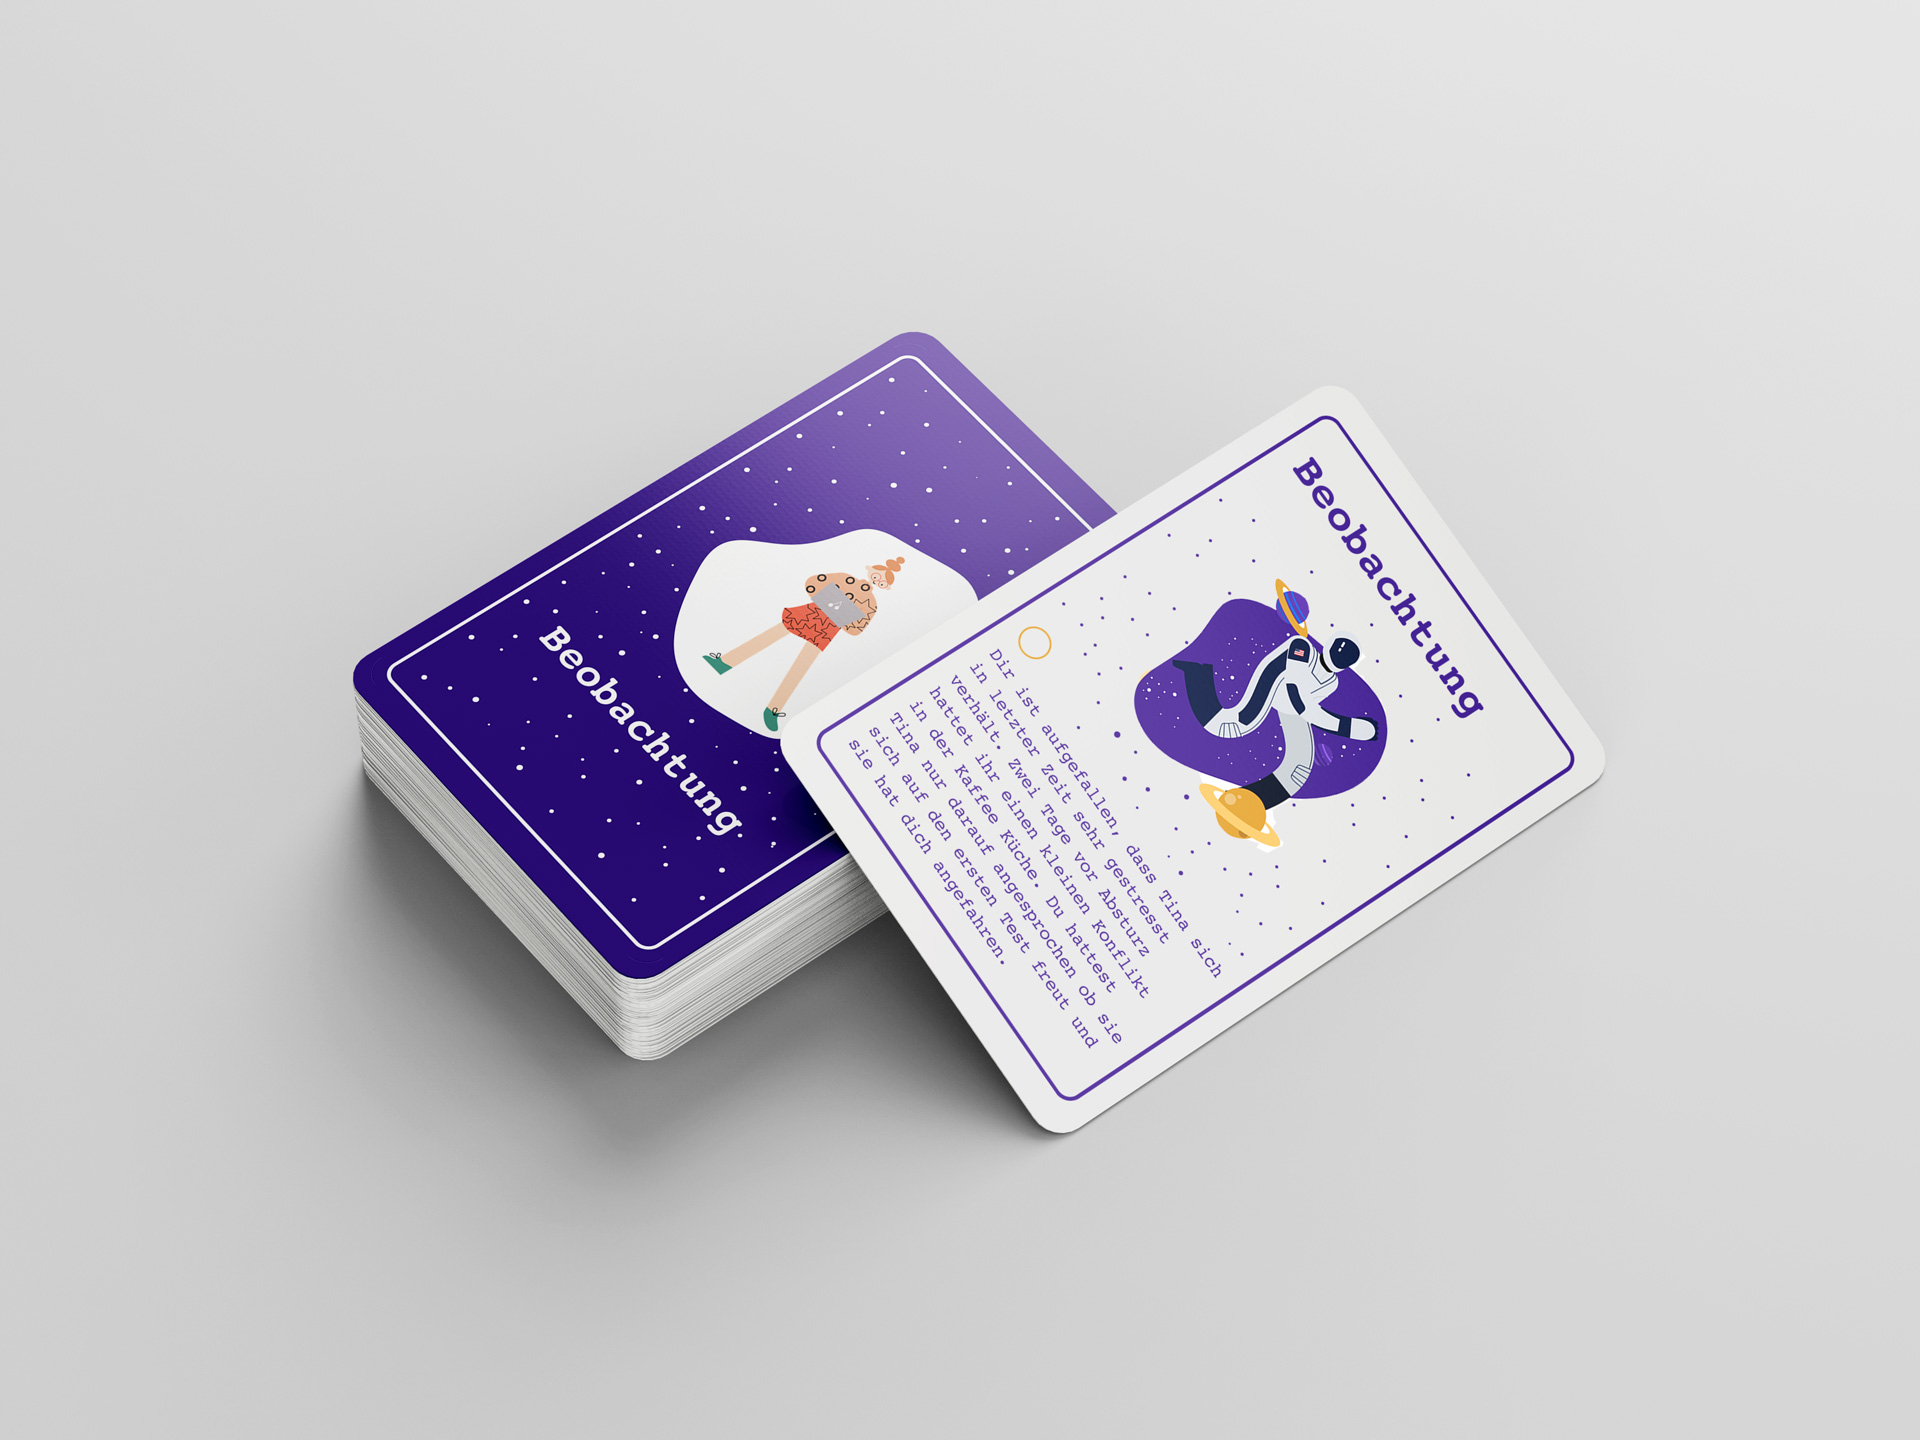 Beobachtung
Beobachtung
Dir ist aufgefallen, dass Tina sich
in letzter Zeit sehr gestresst
verhält. Zwei Tage vor Absturz
hattet ihr einen kleinen Konflikt
in der Kaffee Küche. Du hattest
Tina nur darauf angesprochen ob sie
sich auf den ersten Test freut und
sie hat dich angefahren.